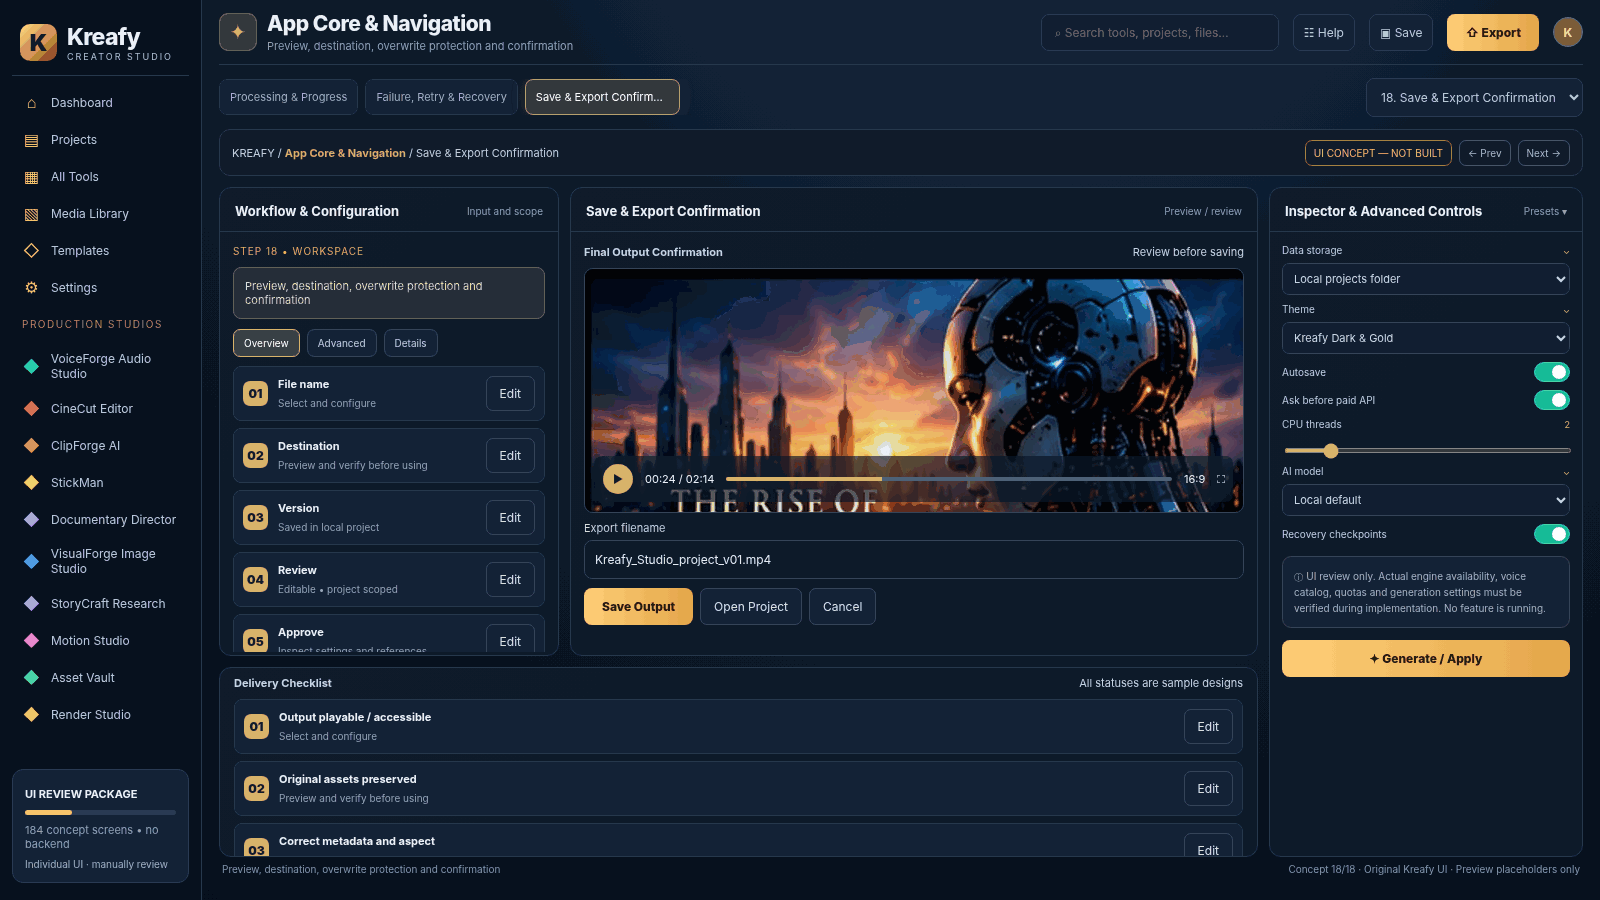 K
Kreafy
CREATOR STUDIO
Dashboard
Projects
All Tools
Media Library
Templates
Settings
PRODUCTION STUDIOS
VoiceForge Audio
Studio
CineCut Editor
ClipForge AI
StickMan
Documentary Director
VisualForge Image
Studio
StoryCraft Research
Motion Studio
Asset Vault
Render Studio
UI REVIEW PACKAGE
184 concept screens • no
backend
Individual UI · manually review
App Core & Navigation
Preview, destination, overwrite protection and confirmation
Search tools, projects, files...
Help
Save
Export
K
Processing & Progress
Failure, Retry & Recovery
Save & Export Confirm...
18. Save & Export Confirmation
KREAFY / App Core & Navigation / Save & Export Confirmation
UI CONCEPT — NOT BUILT
← Prev
Next →
Workflow & Configuration
Input and scope
STEP 18 • WORKSPACE
Preview, destination, overwrite protection and
confirmation
Overview
Advanced
Details
01
File name
Select and configure
Edit
02
Destination
Preview and verify before using
Edit
03
Version
Saved in local project
Edit
04
Review
Editable • project scoped
Edit
05
Approve
Inspect settings and references
Edit
Save & Export Confirmation
Preview / review
Final Output Confirmation
Review before saving
00:24 / 02:14
16:9
THE RISE OF
Export filename
Kreafy_Studio_project_v01.mp4
Save Output
Open Project
Cancel
Delivery Checklist
All statuses are sample designs
01
Output playable / accessible
Select and configure
Edit
02
Original assets preserved
Preview and verify before using
Edit
03
Correct metadata and aspect
Edit
Inspector & Advanced Controls
Presets ▾
Data storage
Local projects folder
Theme
Kreafy Dark & Gold
Autosave
Ask before paid API
CPU threads
2
AI model
Local default
Recovery checkpoints
ⓘ UI review only. Actual engine availability, voice
catalog, quotas and generation settings must be
verified during implementation. No feature is running.
✦ Generate / Apply
Preview, destination, overwrite protection and confirmation
Concept 18/18 · Original Kreafy UI · Preview placeholders only